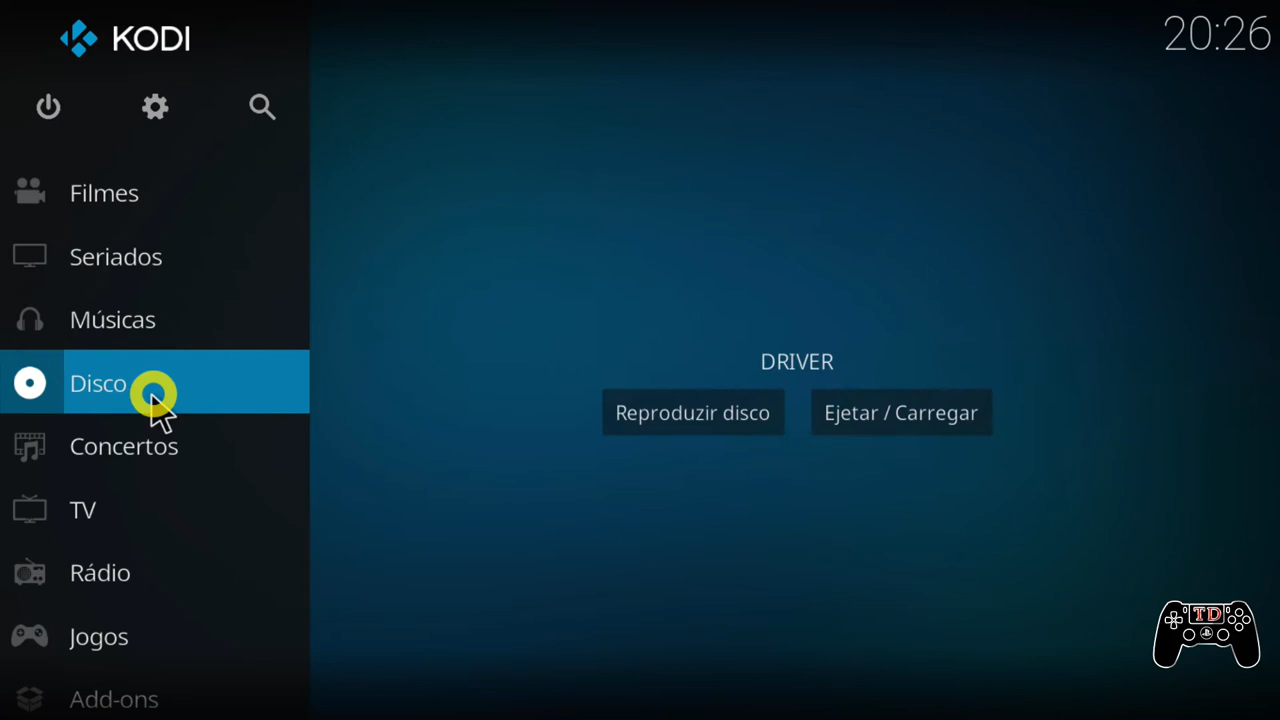 KODI
20:26
Filmes
Seriados
Músicas
Disco
Concertos
TV
Rádio
Jogos
Add-ons
DRIVER
Reproduzir disco
Ejetar / Carregar
TD